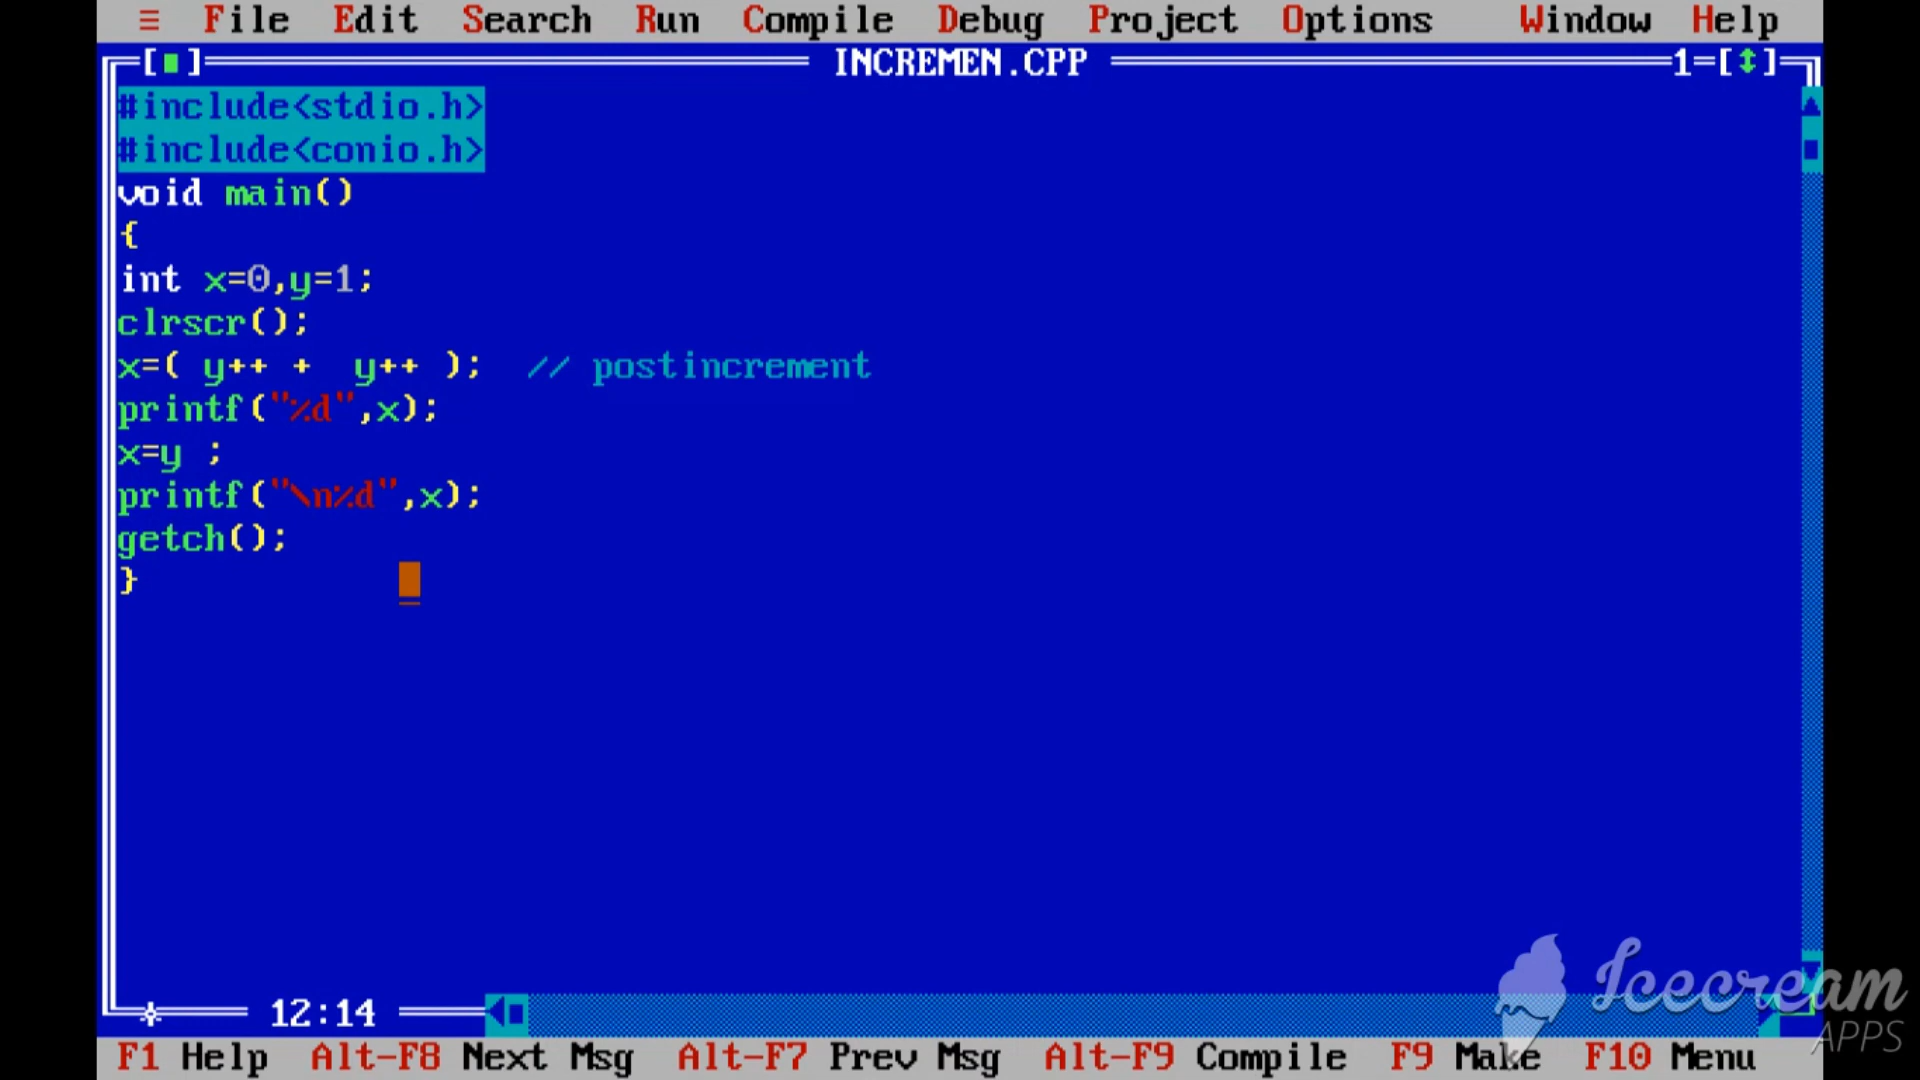 ≡ File Edit Search Run Compile Debug Project Options Window Help
[■] INCREMEN.CPP 1=[↕]
#include<stdio.h>
#include<conio.h>
void main()
{
int x=0,y=1;
clrscr();
x=( y++ +  y++ );  // postincrement
printf("%d",x);
x=y ;
printf("\n%d",x);
getch();
}
12:14
F1 Help Alt-F8 Next Msg Alt-F7 Prev Msg Alt-F9 Compile F9 Make F10 Menu
Icecream
APPS